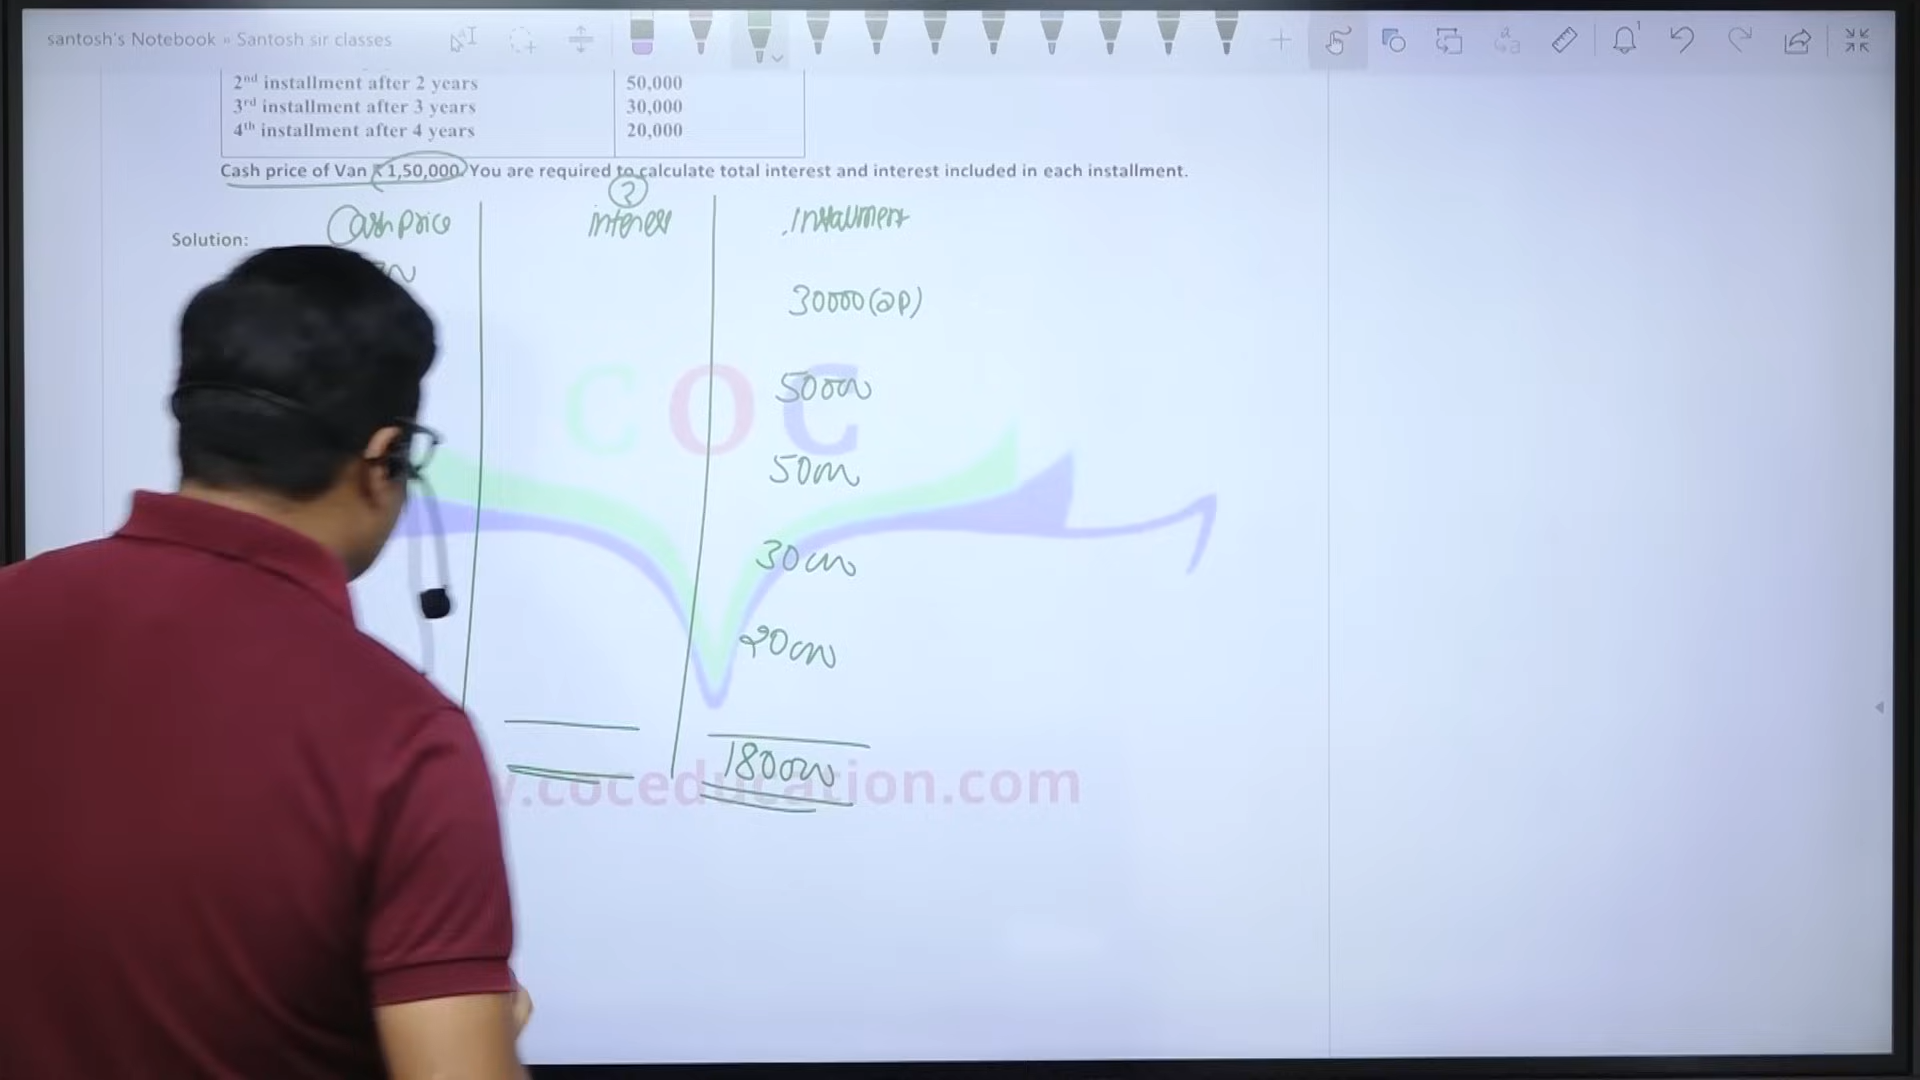 santosh's Notebook » Santosh sir classes
2nd installment after 2 years 50,000
3rd installment after 3 years 30,000
4th installment after 4 years 20,000
Cash price of Van ₹ 1,50,000. You are required to calculate total interest and interest included in each installment.
?
Solution: Cash Price interest Installment
30000 (DP)
C O C
50000
50000
30000
20000
180000
.coceducation.com